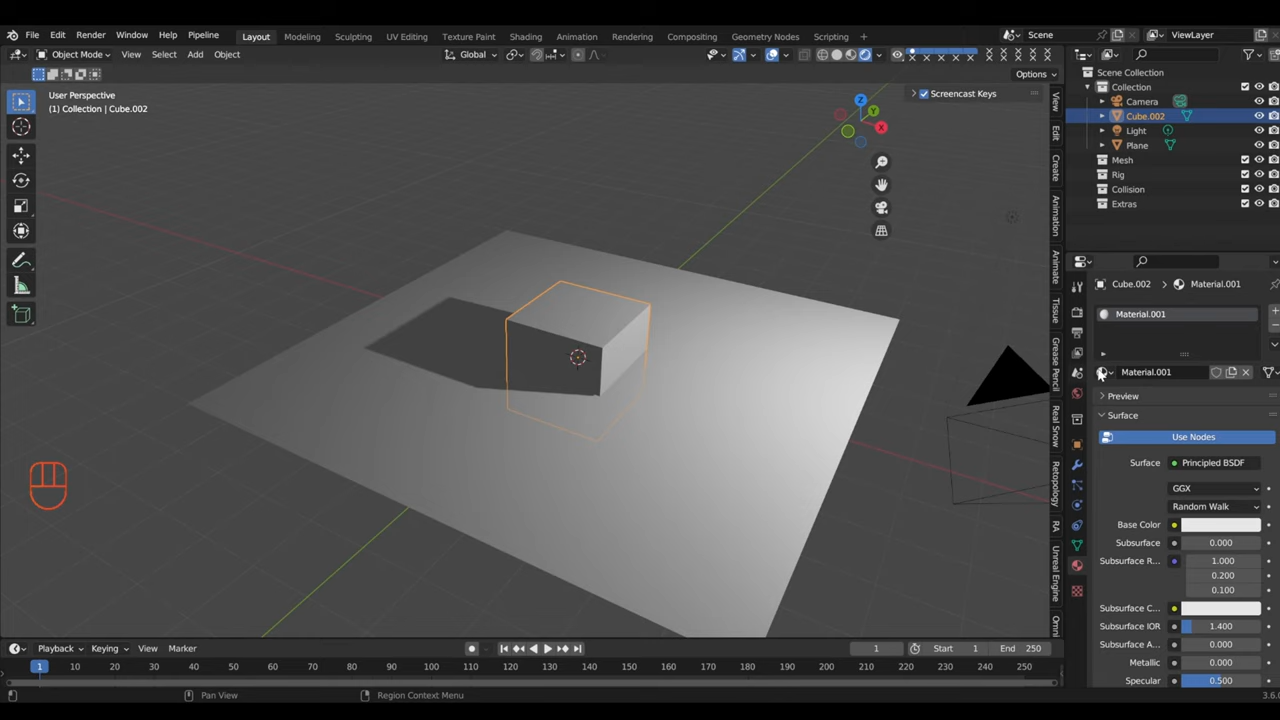 File Edit Render Window Help Pipeline Layout Modeling Sculpting UV Editing Texture Paint Shading Animation Rendering Compositing Geometry Nodes Scripting Scene ViewLayer
Object Mode View Select Add Object Global
Options
User Perspective
(1) Collection | Cube.002
Screencast Keys
Z
Y
X
View
Edit
Create
Animation
Animate
Tissue
Grease Pencil
Real Snow
Retopology
RA
Unreal Engine
Omni
Scene Collection
Collection
Camera
Cube.002
Light
Plane
Mesh
Rig
Collision
Extras
Cube.002 > Material.001
Material.001
Material.001
Preview
Surface
Use Nodes
Surface Principled BSDF
GGX
Random Walk
Base Color
Subsurface 0.000
Subsurface R... 1.000
0.200
0.100
Subsurface C...
Subsurface IOR 1.400
Subsurface A... 0.000
Metallic 0.000
Specular 0.500
Playback Keying View Marker 1 Start 1 End 250
1 10 20 30 40 50 60 70 80 90 100 110 120 130 140 150 160 170 180 190 200 210 220 230 240 250
Pan View Region Context Menu 3.6.